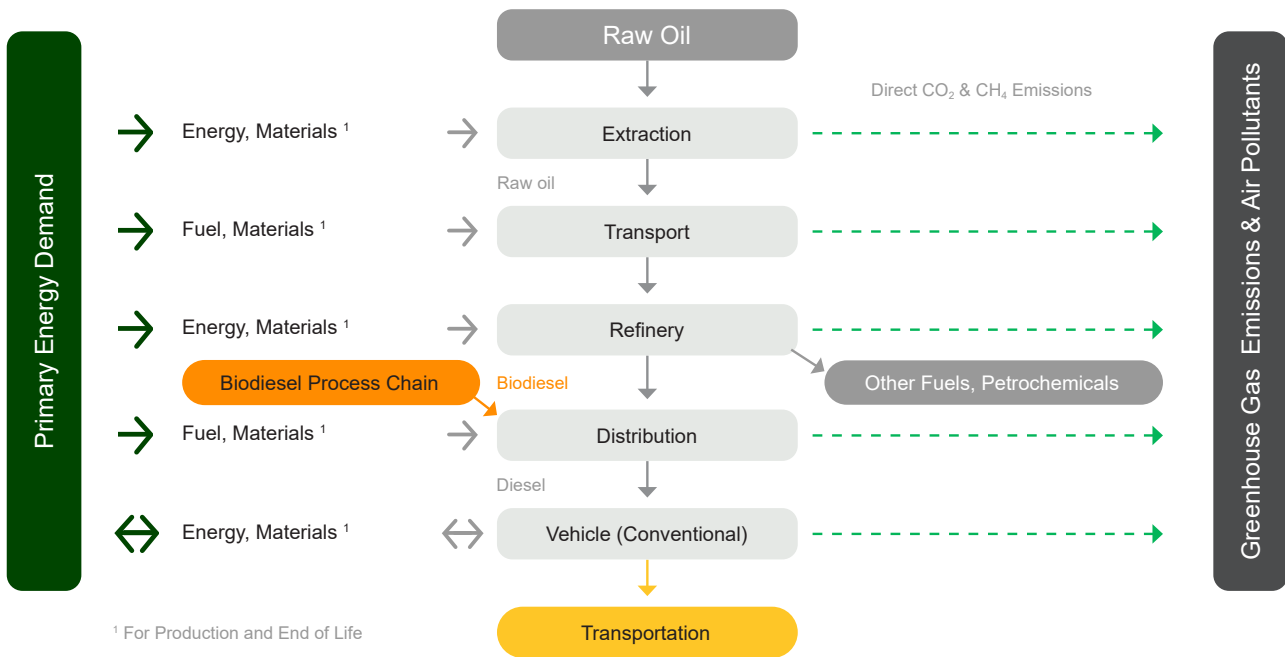 Primary Energy Demand
Raw Oil
Direct CO₂ & CH₄ Emissions
Energy, Materials ¹
Extraction
Raw oil
Fuel, Materials ¹
Transport
Energy, Materials ¹
Refinery
Biodiesel Process Chain
Biodiesel
Other Fuels, Petrochemicals
Fuel, Materials ¹
Distribution
Diesel
Energy, Materials ¹
Vehicle (Conventional)
¹ For Production and End of Life
Transportation
Greenhouse Gas Emissions & Air Pollutants